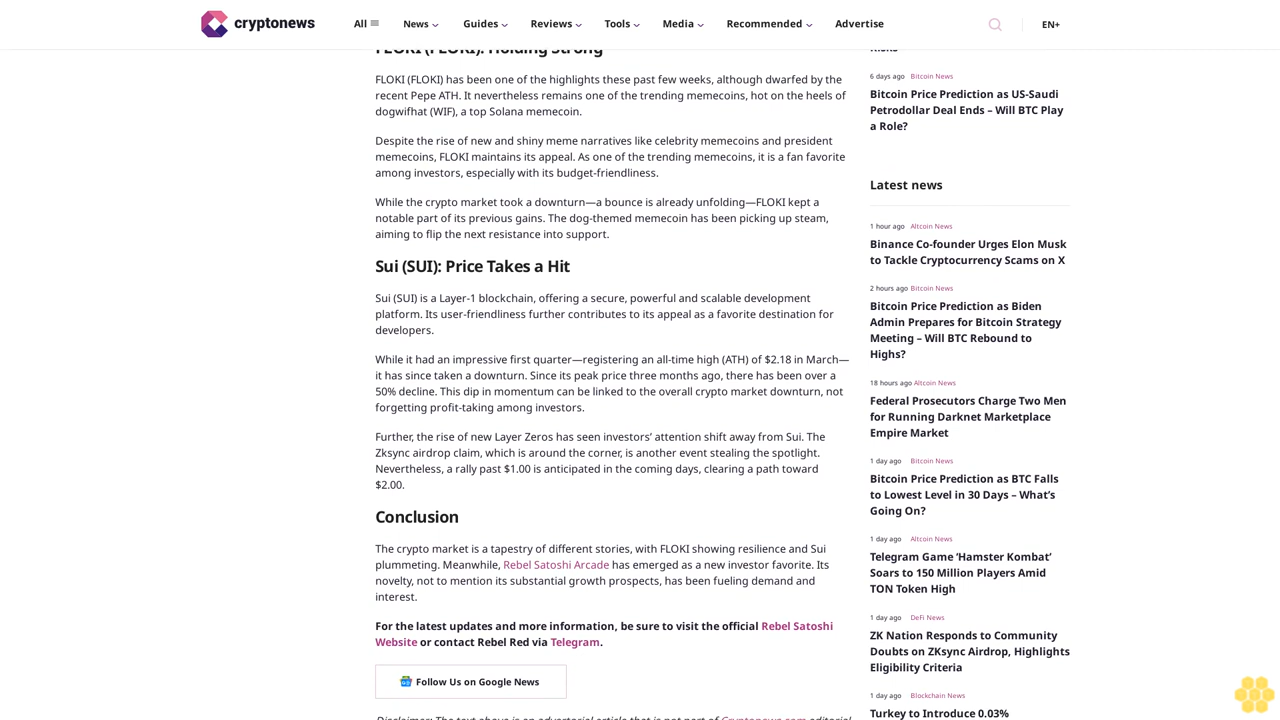 cryptonews
All
News
Guides
Reviews
Tools
Media
Recommended
Advertise
EN+
FLOKI (FLOKI): Holding Strong
FLOKI (FLOKI) has been one of the highlights these past few weeks, although dwarfed by the
recent Pepe ATH. It nevertheless remains one of the trending memecoins, hot on the heels of
dogwifhat (WIF), a top Solana memecoin.
Despite the rise of new and shiny meme narratives like celebrity memecoins and president
memecoins, FLOKI maintains its appeal. As one of the trending memecoins, it is a fan favorite
among investors, especially with its budget-friendliness.
While the crypto market took a downturn—a bounce is already unfolding—FLOKI kept a
notable part of its previous gains. The dog-themed memecoin has been picking up steam,
aiming to flip the next resistance into support.
Sui (SUI): Price Takes a Hit
Sui (SUI) is a Layer-1 blockchain, offering a secure, powerful and scalable development
platform. Its user-friendliness further contributes to its appeal as a favorite destination for
developers.
While it had an impressive first quarter—registering an all-time high (ATH) of $2.18 in March—
it has since taken a downturn. Since its peak price three months ago, there has been over a
50% decline. This dip in momentum can be linked to the overall crypto market downturn, not
forgetting profit-taking among investors.
Further, the rise of new Layer Zeros has seen investors’ attention shift away from Sui. The
Zksync airdrop claim, which is around the corner, is another event stealing the spotlight.
Nevertheless, a rally past $1.00 is anticipated in the coming days, clearing a path toward
$2.00.
Conclusion
The crypto market is a tapestry of different stories, with FLOKI showing resilience and Sui
plummeting. Meanwhile, Rebel Satoshi Arcade has emerged as a new investor favorite. Its
novelty, not to mention its substantial growth prospects, has been fueling demand and
interest.
For the latest updates and more information, be sure to visit the official Rebel Satoshi
Website or contact Rebel Red via Telegram.
Follow Us on Google News
Disclaimer: The text above is an advertorial article that is not part of Cryptonews.com editorial
Risks
6 days ago Bitcoin News
Bitcoin Price Prediction as US-Saudi
Petrodollar Deal Ends – Will BTC Play
a Role?
Latest news
1 hour ago Altcoin News
Binance Co-founder Urges Elon Musk
to Tackle Cryptocurrency Scams on X
2 hours ago Bitcoin News
Bitcoin Price Prediction as Biden
Admin Prepares for Bitcoin Strategy
Meeting – Will BTC Rebound to
Highs?
18 hours ago Altcoin News
Federal Prosecutors Charge Two Men
for Running Darknet Marketplace
Empire Market
1 day ago Bitcoin News
Bitcoin Price Prediction as BTC Falls
to Lowest Level in 30 Days – What’s
Going On?
1 day ago Altcoin News
Telegram Game ‘Hamster Kombat’
Soars to 150 Million Players Amid
TON Token High
1 day ago DeFi News
ZK Nation Responds to Community
Doubts on ZKsync Airdrop, Highlights
Eligibility Criteria
1 day ago Blockchain News
Turkey to Introduce 0.03%